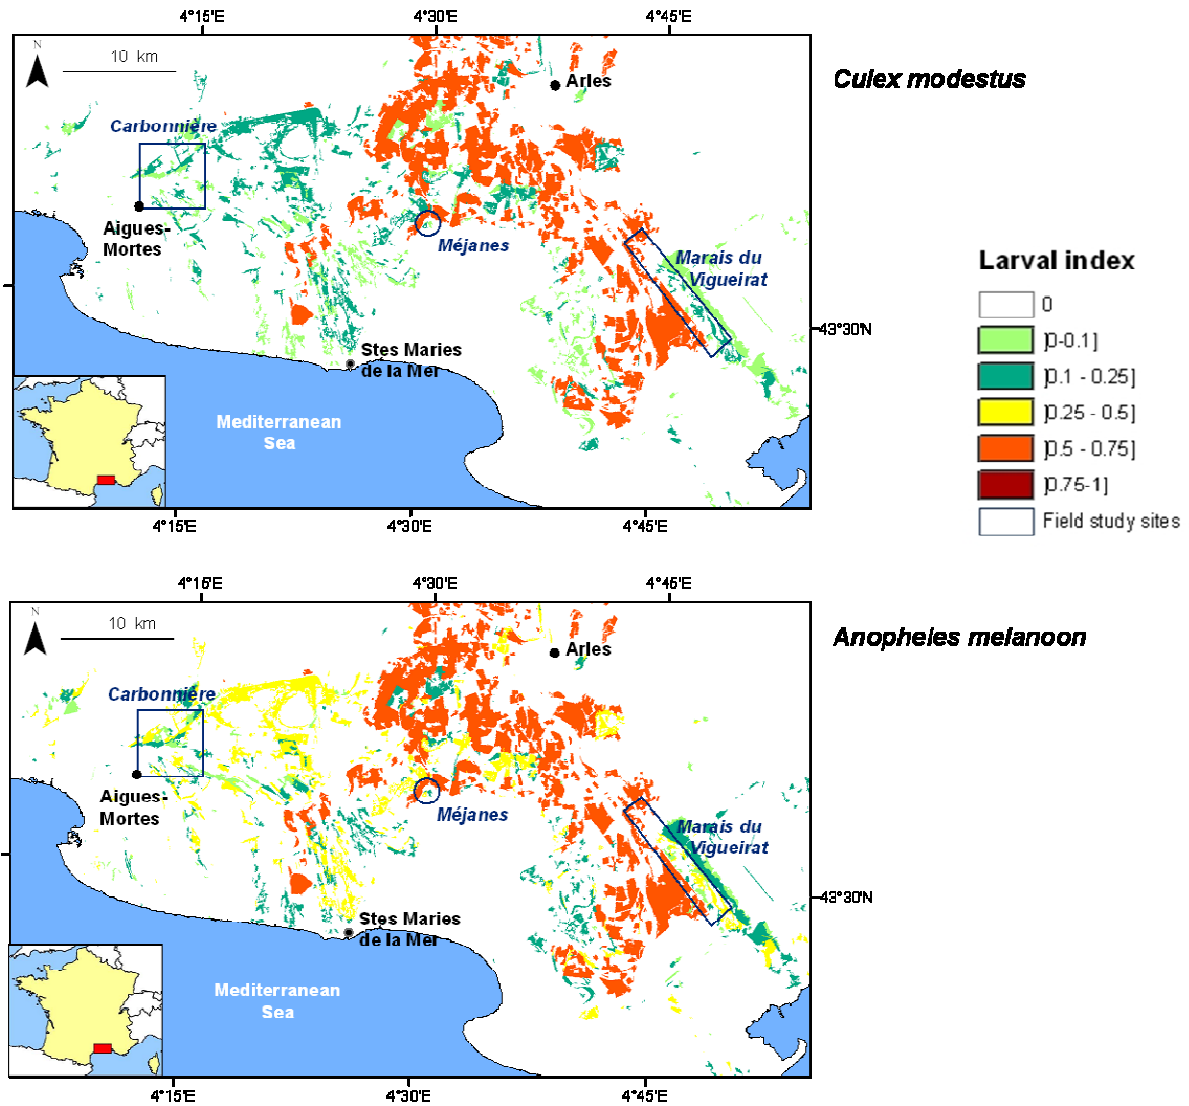 4°15'E 4°30'E 4°45'E
N
10 km
Arles
Culex modestus
Carbonnière
Aigues-
Mortes
Méjanes
Marais du
Vigueirat
Larval index
0
]0-0.1]
]0.1 - 0.25]
]0.25 - 0.5]
]0.5 - 0.75]
]0.75-1]
Field study sites
43°30'N
Stes Maries
de la Mer
Mediterranean
Sea
4°15'E 4°30'E 4°45'E
4°15'E 4°30'E 4°45'E
N
10 km
Arles
Anopheles melanoon
Carbonnière
Aigues-
Mortes
Méjanes
Marais du
Vigueirat
43°30'N
Stes Maries
de la Mer
Mediterranean
Sea
4°15'E 4°30'E 4°45'E